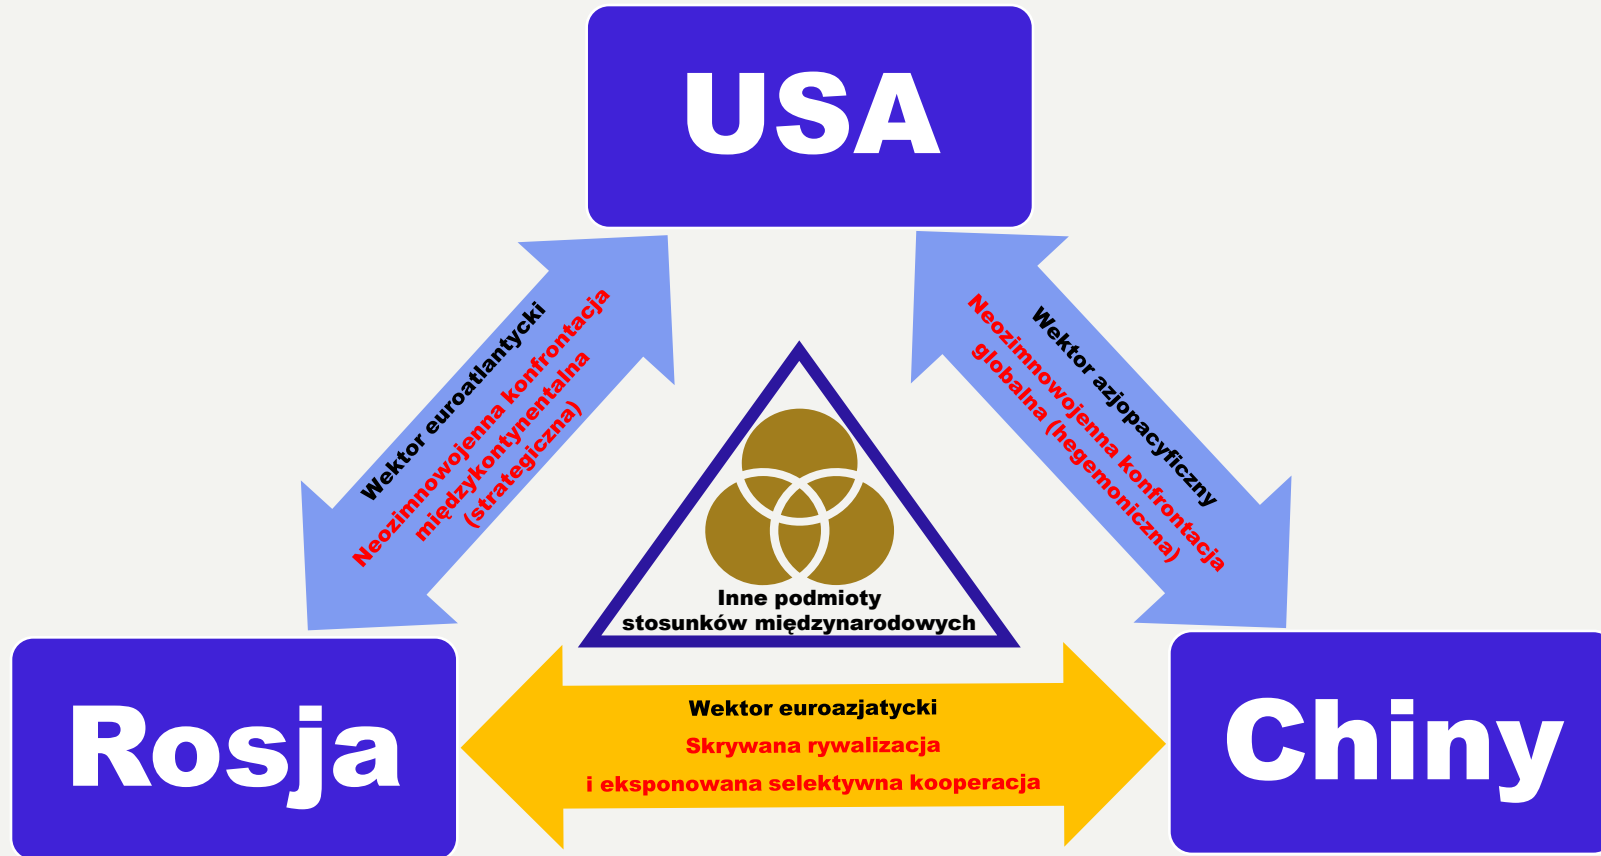 USA
Wektor euroatlantycki
Neozimnowojenna konfrontacja
międzykontynentalna
(strategiczna)
Wektor azjopacyficzny
Neozimnowojenna konfrontacja
globalna (hegemoniczna)
Inne podmioty
stosunków międzynarodowych
Rosja
Wektor euroazjatycki
Skrywana rywalizacja
i eksponowana selektywna kooperacja
Chiny